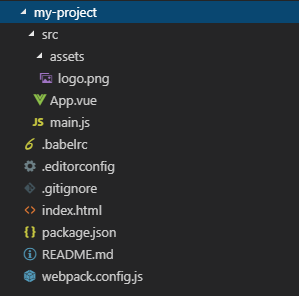 my-project
src
assets
logo.png
App.vue
main.js
.babelrc
.editorconfig
.gitignore
index.html
package.json
README.md
webpack.config.js